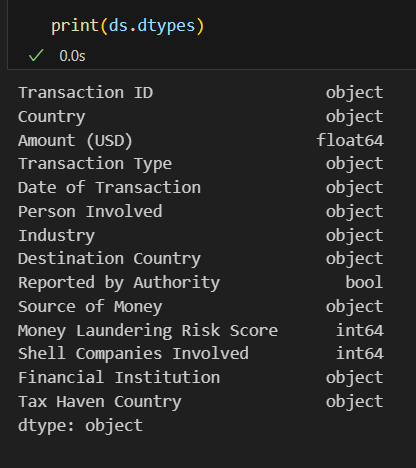 print(ds.dtypes)
0.0s
Transaction ID object
Country object
Amount (USD) float64
Transaction Type object
Date of Transaction object
Person Involved object
Industry object
Destination Country object
Reported by Authority bool
Source of Money object
Money Laundering Risk Score int64
Shell Companies Involved int64
Financial Institution object
Tax Haven Country object
dtype: object